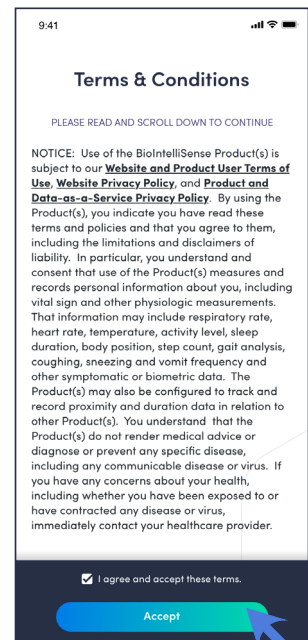 9:41
Terms & Conditions
PLEASE READ AND SCROLL DOWN TO CONTINUE
NOTICE: Use of the BioIntelliSense Product(s) is
subject to our Website and Product User Terms of
Use, Website Privacy Policy, and Product and
Data-as-a-Service Privacy Policy. By using the
Product(s), you indicate you have read these
terms and policies and that you agree to them,
including the limitations and disclaimers of
liability. In particular, you understand and
consent that use of the Product(s) measures and
records personal information about you, including
vital sign and other physiologic measurements.
That information may include respiratory rate,
heart rate, temperature, activity level, sleep
duration, body position, step count, gait analysis,
coughing, sneezing and vomit frequency and
other symptomatic or biometric data. The
Product(s) may also be configured to track and
record proximity and duration data in relation to
other Product(s). You understand that the
Product(s) do not render medical advice or
diagnose or prevent any specific disease,
including any communicable disease or virus. If
you have any concerns about your health,
including whether you have been exposed to or
have contracted any disease or virus,
immediately contact your healthcare provider.
I agree and accept these terms.
Accept